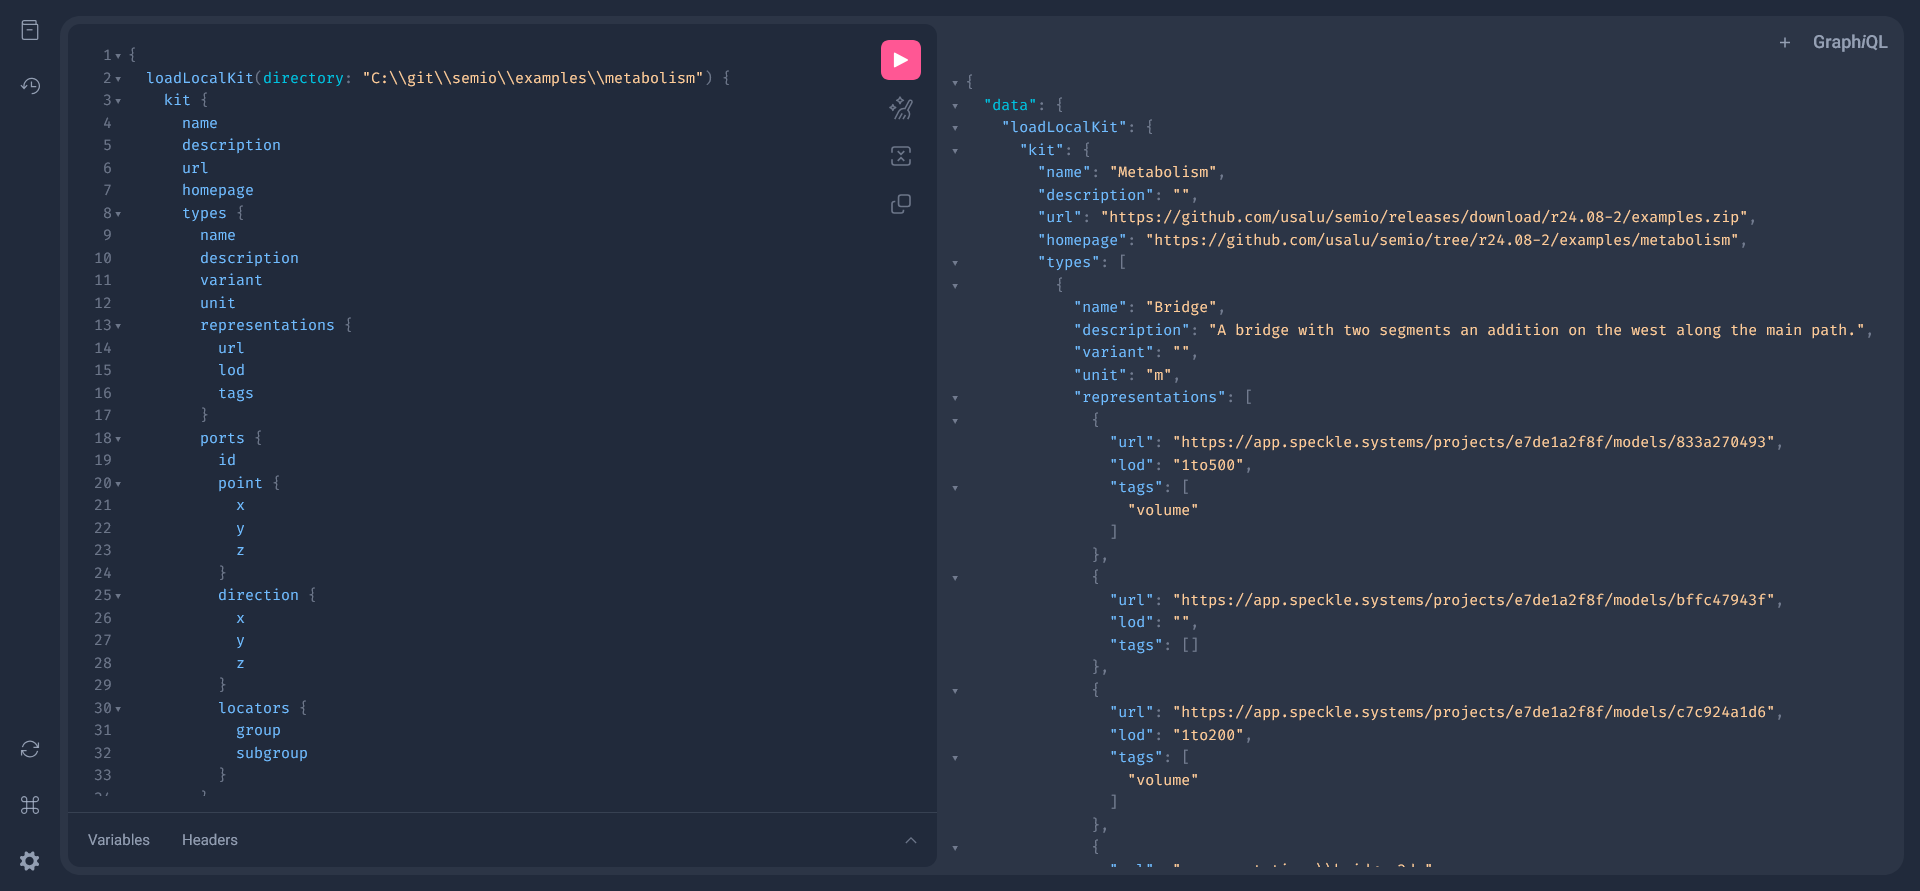 1 {
2 loadLocalKit(directory: "C:\\git\\semio\\examples\\metabolism") {
3 kit {
4 name
5 description
6 url
7 homepage
8 types {
9 name
10 description
11 variant
12 unit
13 representations {
14 url
15 lod
16 tags
17 }
18 ports {
19 id
20 point {
21 x
22 y
23 z
24 }
25 direction {
26 x
27 y
28 z
29 }
30 locators {
31 group
32 subgroup
33 }
Variables Headers
+ GraphiQL
{
"data": {
"loadLocalKit": {
"kit": {
"name": "Metabolism",
"description": "",
"url": "https://github.com/usalu/semio/releases/download/r24.08-2/examples.zip",
"homepage": "https://github.com/usalu/semio/tree/r24.08-2/examples/metabolism",
"types": [
{
"name": "Bridge",
"description": "A bridge with two segments an addition on the west along the main path.",
"variant": "",
"unit": "m",
"representations": [
{
"url": "https://app.speckle.systems/projects/e7de1a2f8f/models/833a270493",
"lod": "1to500",
"tags": [
"volume"
]
},
{
"url": "https://app.speckle.systems/projects/e7de1a2f8f/models/bffc47943f",
"lod": "",
"tags": []
},
{
"url": "https://app.speckle.systems/projects/e7de1a2f8f/models/c7c924a1d6",
"lod": "1to200",
"tags": [
"volume"
]
},
{